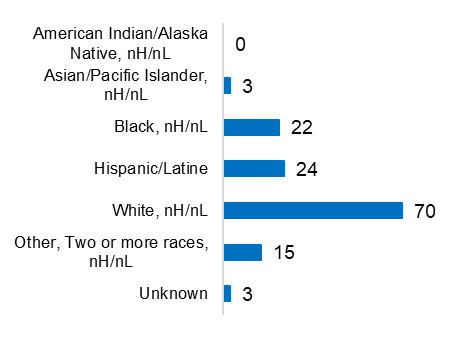 American Indian/Alaska
Native, nH/nL
0
Asian/Pacific Islander,
nH/nL
3
Black, nH/nL
22
Hispanic/Latine
24
White, nH/nL
70
Other, Two or more races,
nH/nL
15
Unknown
3